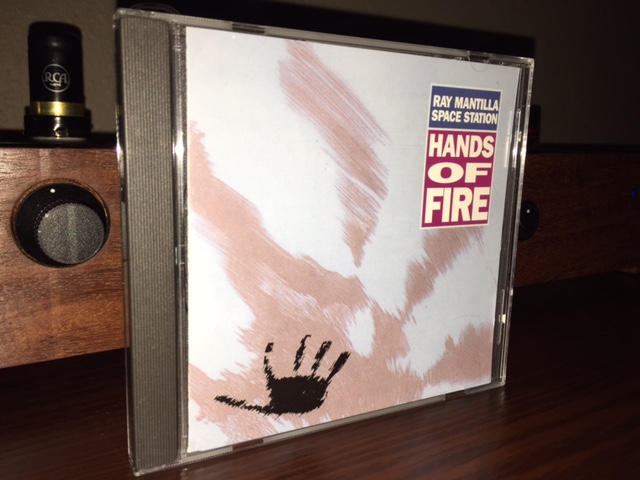 RCA
RAY MANTILLA
SPACE STATION
HANDS
OF
FIRE